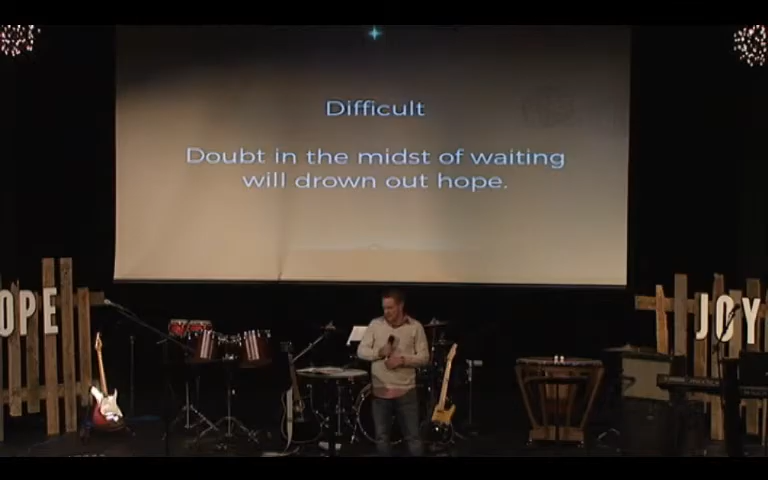 Difficult
Doubt in the midst of waiting
will drown out hope.
OPE
JOY